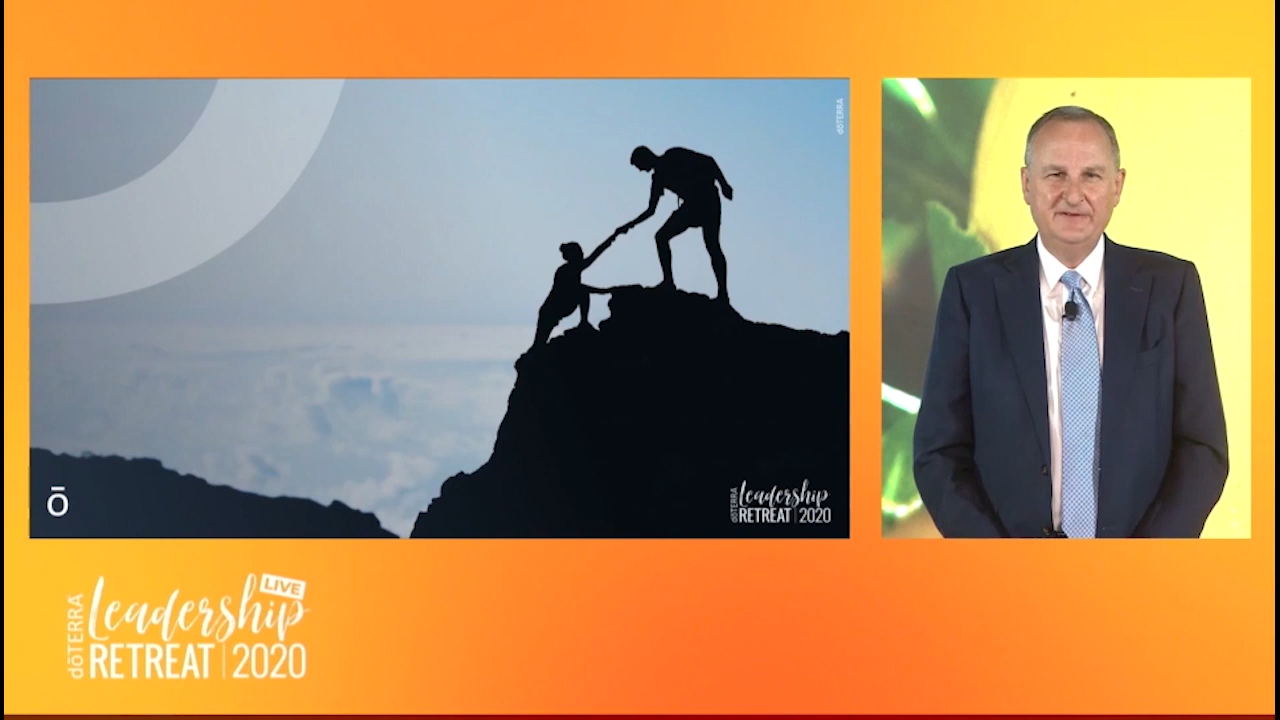 dōTERRA
ō
dōTERRA
Leadership
RETREAT | 2020
LIVE
dōTERRA
Leadership
RETREAT | 2020